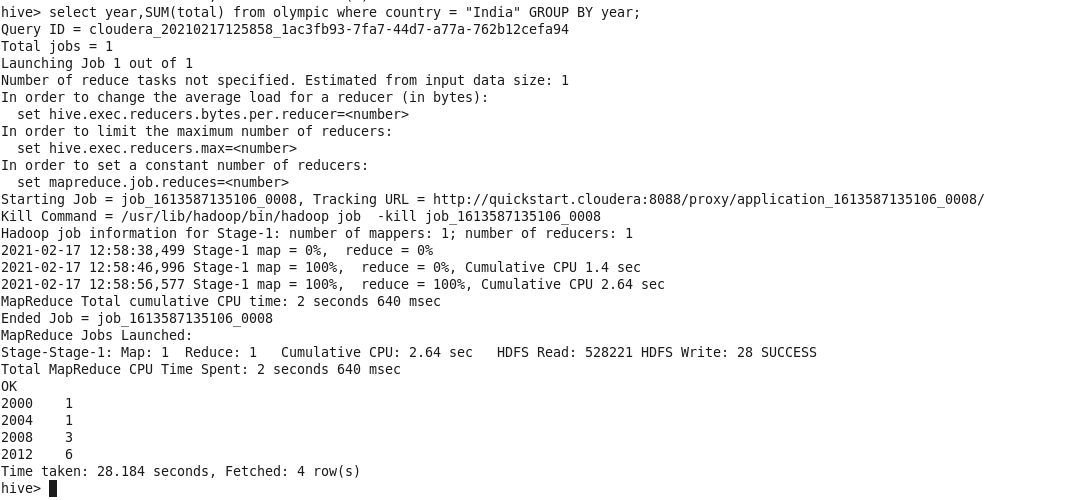 hive> select year,SUM(total) from olympic where country = "India" GROUP BY year;
Query ID = cloudera_20210217125858_1ac3fb93-7fa7-44d7-a77a-762b12cefa94
Total jobs = 1
Launching Job 1 out of 1
Number of reduce tasks not specified. Estimated from input data size: 1
In order to change the average load for a reducer (in bytes):
  set hive.exec.reducers.bytes.per.reducer=<number>
In order to limit the maximum number of reducers:
  set hive.exec.reducers.max=<number>
In order to set a constant number of reducers:
  set mapreduce.job.reduces=<number>
Starting Job = job_1613587135106_0008, Tracking URL = http://quickstart.cloudera:8088/proxy/application_1613587135106_0008/
Kill Command = /usr/lib/hadoop/bin/hadoop job  -kill job_1613587135106_0008
Hadoop job information for Stage-1: number of mappers: 1; number of reducers: 1
2021-02-17 12:58:38,499 Stage-1 map = 0%,  reduce = 0%
2021-02-17 12:58:46,996 Stage-1 map = 100%,  reduce = 0%, Cumulative CPU 1.4 sec
2021-02-17 12:58:56,577 Stage-1 map = 100%,  reduce = 100%, Cumulative CPU 2.64 sec
MapReduce Total cumulative CPU time: 2 seconds 640 msec
Ended Job = job_1613587135106_0008
MapReduce Jobs Launched:
Stage-Stage-1: Map: 1  Reduce: 1   Cumulative CPU: 2.64 sec   HDFS Read: 528221 HDFS Write: 28 SUCCESS
Total MapReduce CPU Time Spent: 2 seconds 640 msec
OK
2000    1
2004    1
2008    3
2012    6
Time taken: 28.184 seconds, Fetched: 4 row(s)
hive>